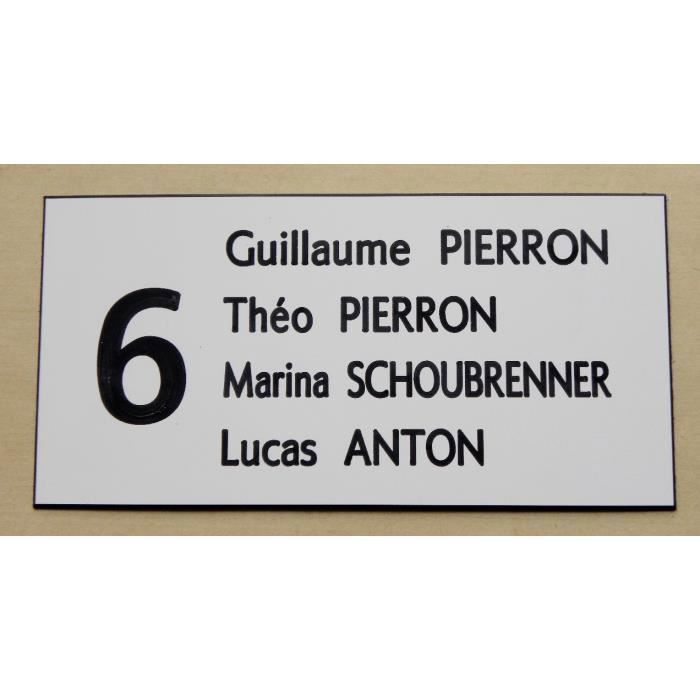 6
Guillaume PIERRON
Théo PIERRON
Marina SCHOUBRENNER
Lucas ANTON